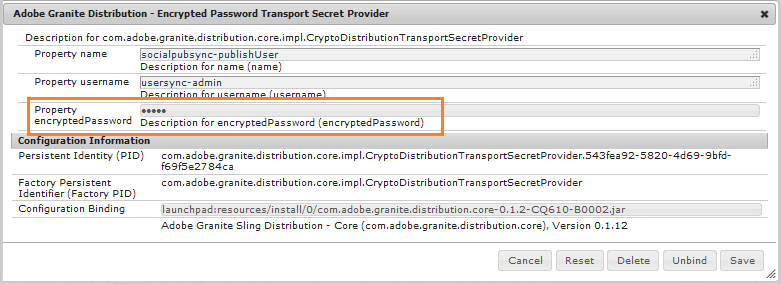 Adobe Granite Distribution - Encrypted Password Transport Secret Provider
Description for com.adobe.granite.distribution.core.impl.CryptoDistributionTransportSecretProvider
Property name
socialpubsync-publishUser
Description for name (name)
Property username
usersync-admin
Description for username (username)
Property
encryptedPassword
•••••
Description for encryptedPassword (encryptedPassword)
Configuration Information
Persistent Identity (PID)
com.adobe.granite.distribution.core.impl.CryptoDistributionTransportSecretProvider.543fea92-5820-4d69-9bfd-
f69f5e2784ca
Factory Persistent
Identifier (Factory PID)
com.adobe.granite.distribution.core.impl.CryptoDistributionTransportSecretProvider
Configuration Binding
launchpad:resources/install/0/com.adobe.granite.distribution.core-0.1.2-CQ610-B0002.jar
Adobe Granite Sling Distribution - Core (com.adobe.granite.distribution.core), Version 0.1.12
Cancel
Reset
Delete
Unbind
Save